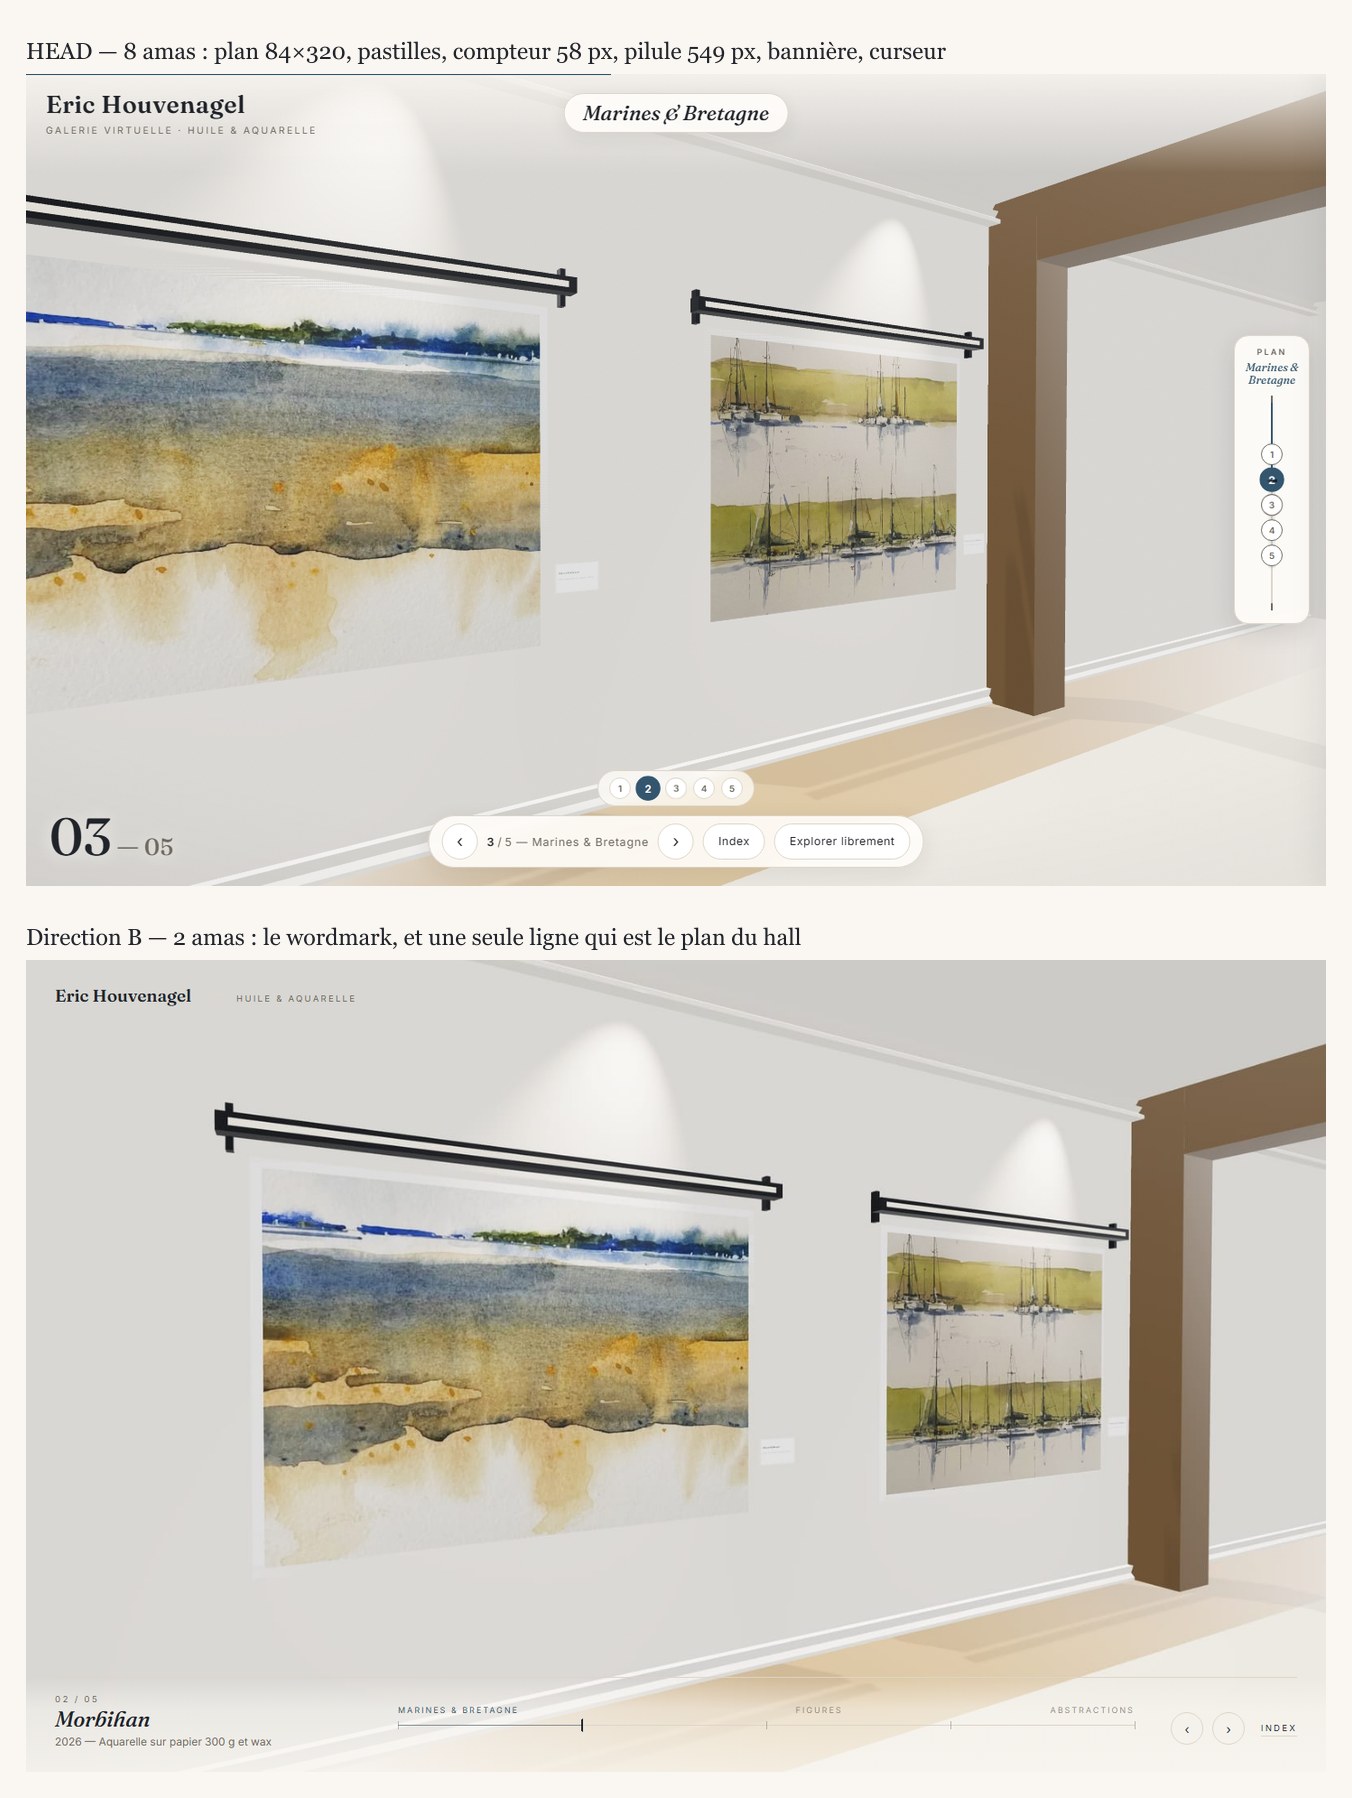 HEAD — 8 amas : plan 84×320, pastilles, compteur 58 px, pilule 549 px, bannière, curseur
Eric Houvenagel
GALERIE VIRTUELLE · HUILE & AQUARELLE
Marines & Bretagne
PLAN
Marines &
Bretagne
1
2
3
4
5
1 2 3 4 5
03 — 05
‹ 3 / 5 — Marines & Bretagne › Index Explorer librement
Direction B — 2 amas : le wordmark, et une seule ligne qui est le plan du hall
Eric Houvenagel HUILE & AQUARELLE
02 / 05
Morbihan
2026 — Aquarelle sur papier 300 g et wax
MARINES & BRETAGNE FIGURES ABSTRACTIONS
‹ › INDEX